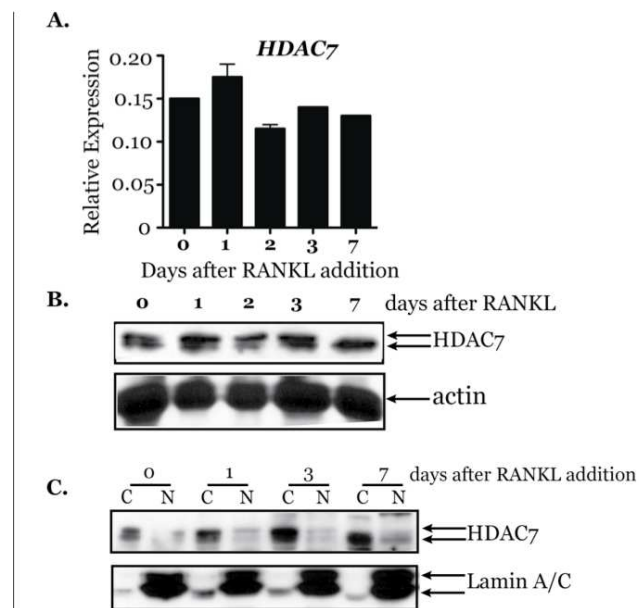 A.
HDAC7
Relative Expression
0.20
0.15
0.10
0.05
0
0 1 2 3 7
Days after RANKL addition
B.
0 1 2 3 7 days after RANKL
HDAC7
actin
C.
0 1 3 7 days after RANKL addition
C N C N C N C N
HDAC7
Lamin A/C